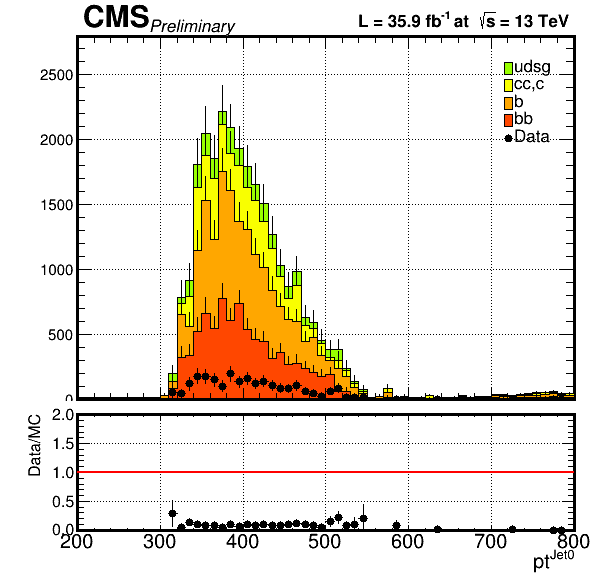 CMS Preliminary L = 35.9 fb⁻¹ at √s = 13 TeV
2500
2000
1500
1000
500
0
udsg
cc,c
b
bb
Data
Data/MC
2.0
1.5
1.0
0.5
0.0
200 300 400 500 600 700 800
pt^Jet0